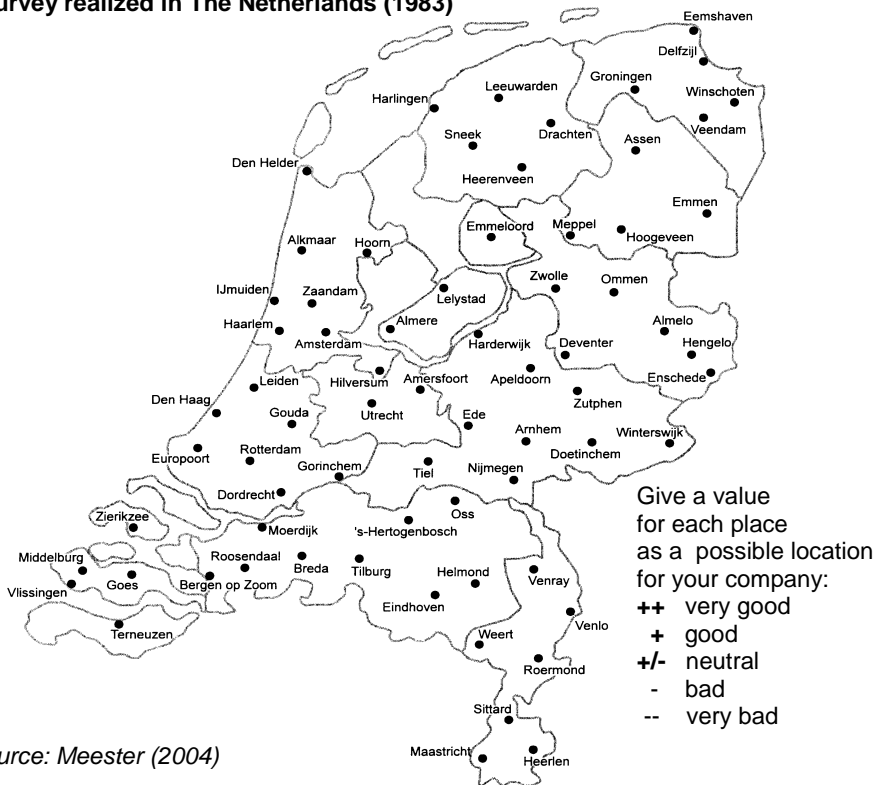 urvey realized in The Netherlands (1983)
Eemshaven
Delfzijl
Groningen
Leeuwarden
Winschoten
Harlingen
Veendam
Drachten
Sneek
Assen
Den Helder
Heerenveen
Emmen
Emmeloord
Meppel
Hoogeveen
Alkmaar
Hoorn
Zwolle
Ommen
IJmuiden
Zaandam
Lelystad
Haarlem
Almere
Almelo
Amsterdam
Harderwijk
Deventer
Hengelo
Leiden
Hilversum
Amersfoort
Apeldoorn
Enschede
Den Haag
Gouda
Utrecht
Ede
Zutphen
Arnhem
Winterswijk
Europoort
Rotterdam
Gorinchem
Tiel
Nijmegen
Doetinchem
Dordrecht
Zierikzee
Moerdijk
's-Hertogenbosch
Oss
Middelburg
Roosendaal
Vlissingen
Goes
Bergen op Zoom
Breda
Tilburg
Helmond
Venray
Eindhoven
Venlo
Terneuzen
Weert
Roermond
Sittard
Maastricht
Heerlen
Give a value
for each place
as a possible location
for your company:
++ very good
+ good
+/- neutral
- bad
-- very bad
urce: Meester (2004)